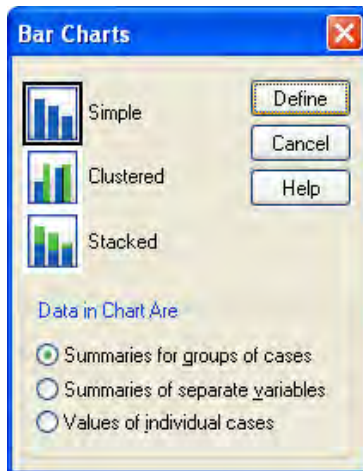 Bar Charts
Simple
Define
Cancel
Clustered
Help
Stacked
Data in Chart Are
Summaries for groups of cases
Summaries of separate variables
Values of individual cases